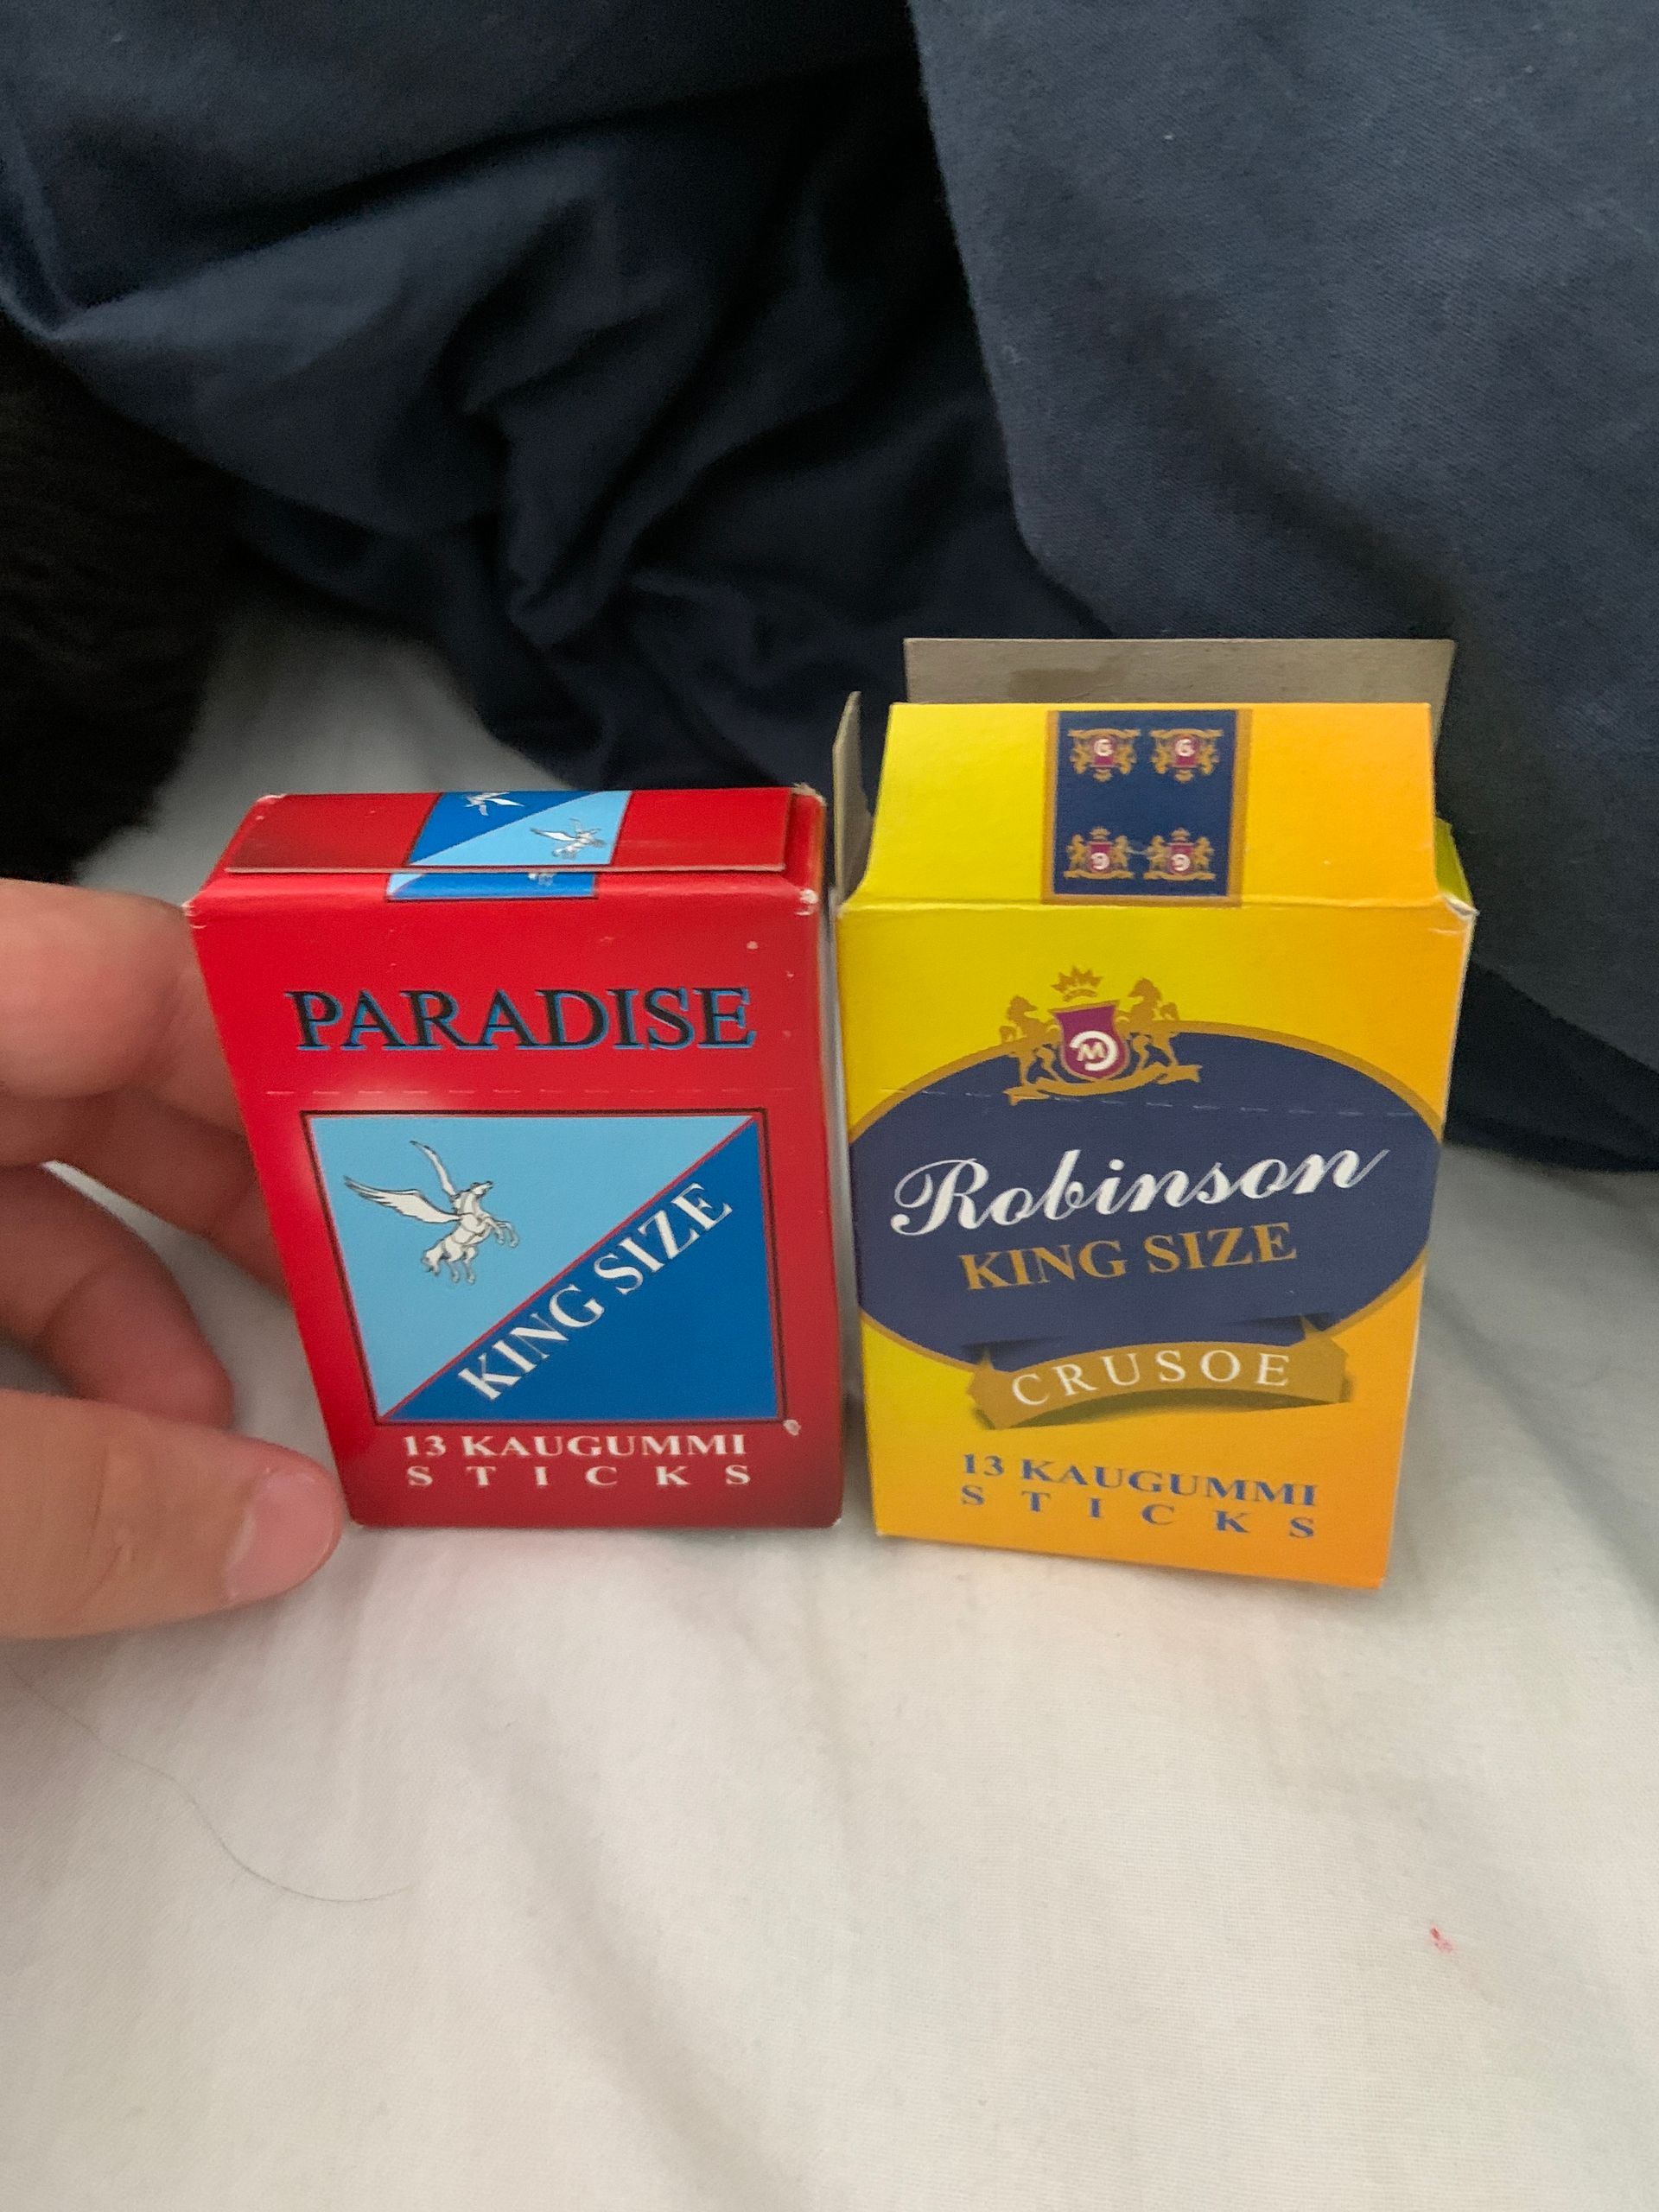 PARADISE
KING SIZE
13 KAUGUMMI
STICKS
Robinson
KING SIZE
CRUSOE
13 KAUGUMMI
STICKS